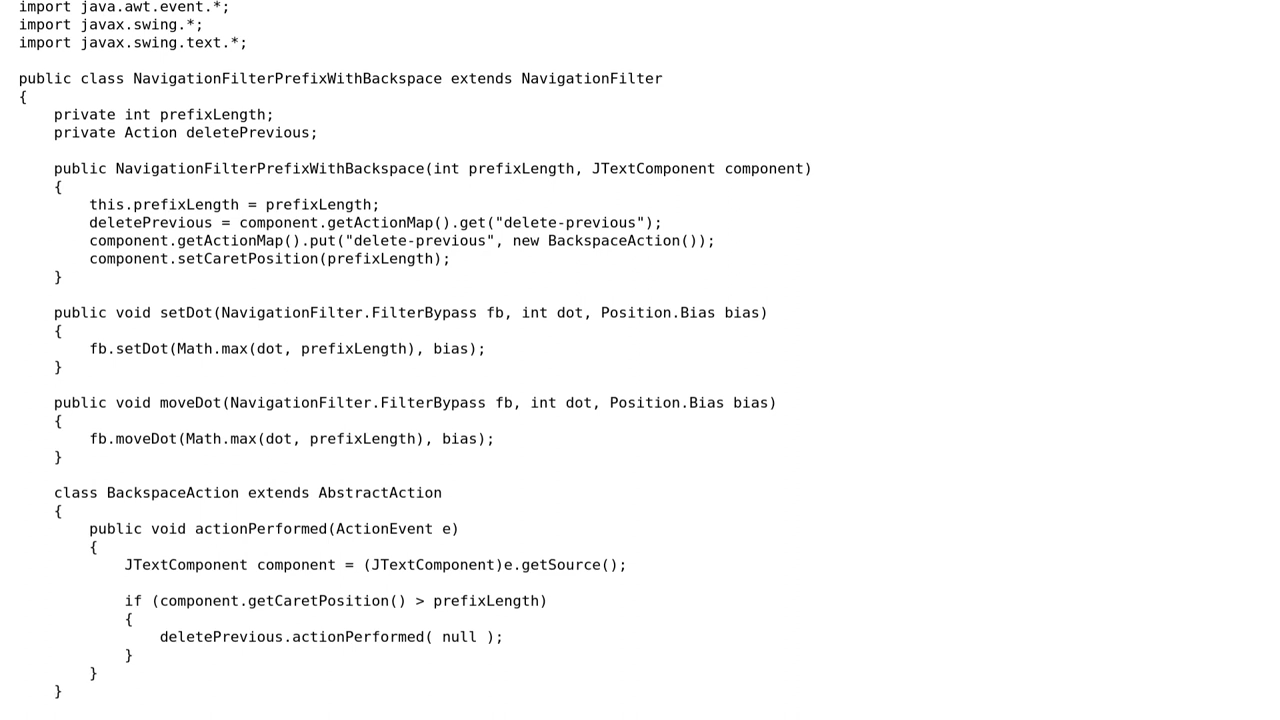 import java.awt.event.*;
import javax.swing.*;
import javax.swing.text.*;

public class NavigationFilterPrefixWithBackspace extends NavigationFilter
{
    private int prefixLength;
    private Action deletePrevious;

    public NavigationFilterPrefixWithBackspace(int prefixLength, JTextComponent component)
    {
        this.prefixLength = prefixLength;
        deletePrevious = component.getActionMap().get("delete-previous");
        component.getActionMap().put("delete-previous", new BackspaceAction());
        component.setCaretPosition(prefixLength);
    }

    public void setDot(NavigationFilter.FilterBypass fb, int dot, Position.Bias bias)
    {
        fb.setDot(Math.max(dot, prefixLength), bias);
    }

    public void moveDot(NavigationFilter.FilterBypass fb, int dot, Position.Bias bias)
    {
        fb.moveDot(Math.max(dot, prefixLength), bias);
    }

    class BackspaceAction extends AbstractAction
    {
        public void actionPerformed(ActionEvent e)
        {
            JTextComponent component = (JTextComponent)e.getSource();

            if (component.getCaretPosition() > prefixLength)
            {
                deletePrevious.actionPerformed( null );
            }
        }
    }